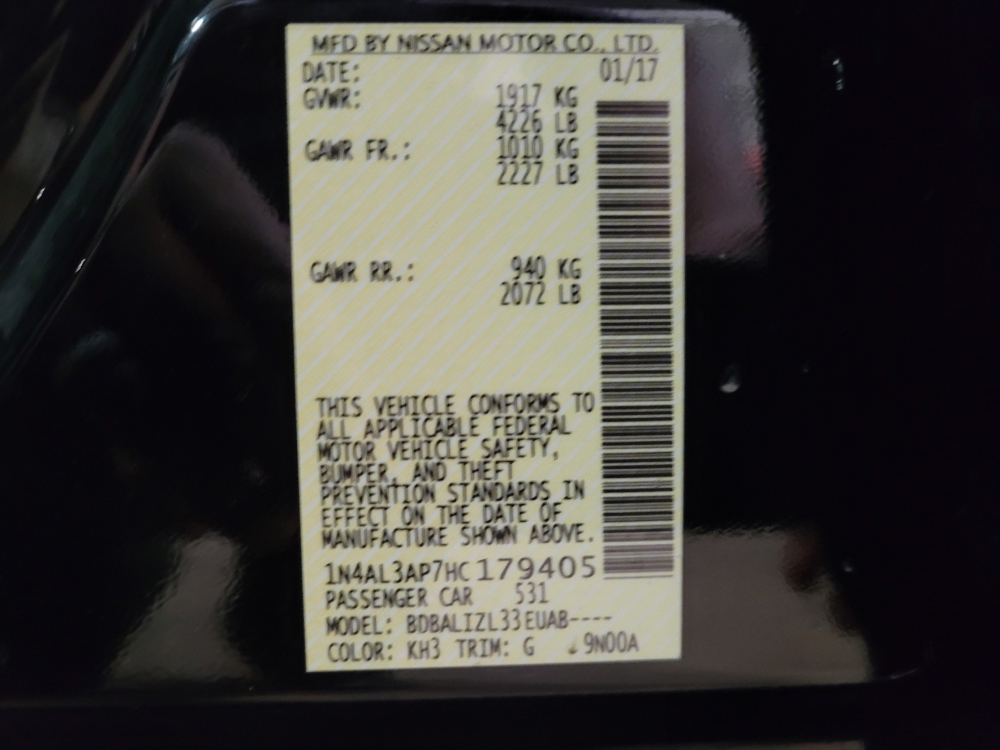 MFD BY NISSAN MOTOR CO., LTD.
DATE: 01/17
GVWR: 1917 KG
4226 LB
GAWR FR.: 1010 KG
2227 LB
GAWR RR.: 940 KG
2072 LB
THIS VEHICLE CONFORMS TO
ALL APPLICABLE FEDERAL
MOTOR VEHICLE SAFETY,
BUMPER, AND THEFT
PREVENTION STANDARDS IN
EFFECT ON THE DATE OF
MANUFACTURE SHOWN ABOVE.
1N4AL3AP7HC179405
PASSENGER CAR 531
MODEL: BDBALIZL33EUAB----
COLOR: KH3 TRIM: G 9N00A